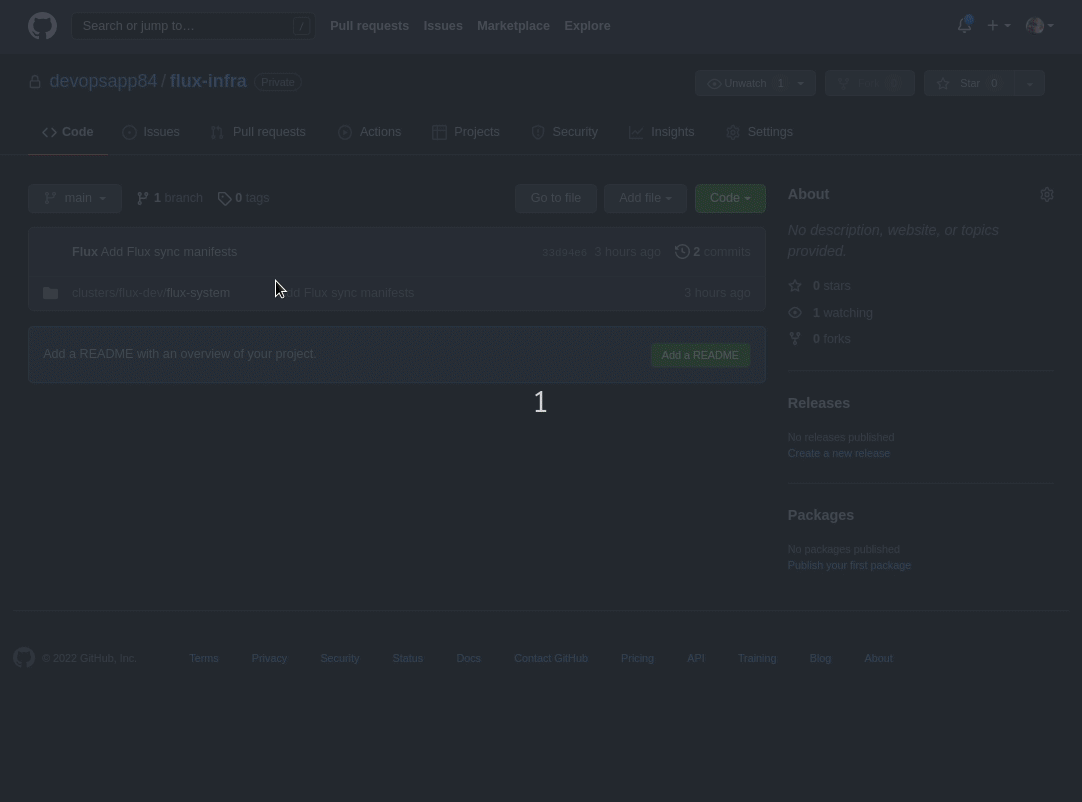 Search or jump to...
/
Pull requests
Issues
Marketplace
Explore
devopsapp84 / flux-infra
Private
Unwatch 1
Star 0
Code
Issues
Pull requests
Actions
Projects
Security
Insights
Settings
main
1 branch
0 tags
Go to file
Add file
Code
Flux Add Flux sync manifests
3 hours ago
2 commits
clusters/flux-dev/flux-system
Add Flux sync manifests
3 hours ago
Add a README with an overview of your project.
Add a README
1
About
No description, website, or topics
provided.
0 stars
1 watching
0 forks
Releases
No releases published
Create a new release
Packages
No packages published
Publish your first package
© 2022 GitHub, Inc.
Terms
Privacy
Security
Status
Docs
Contact GitHub
Pricing
API
Training
Blog
About